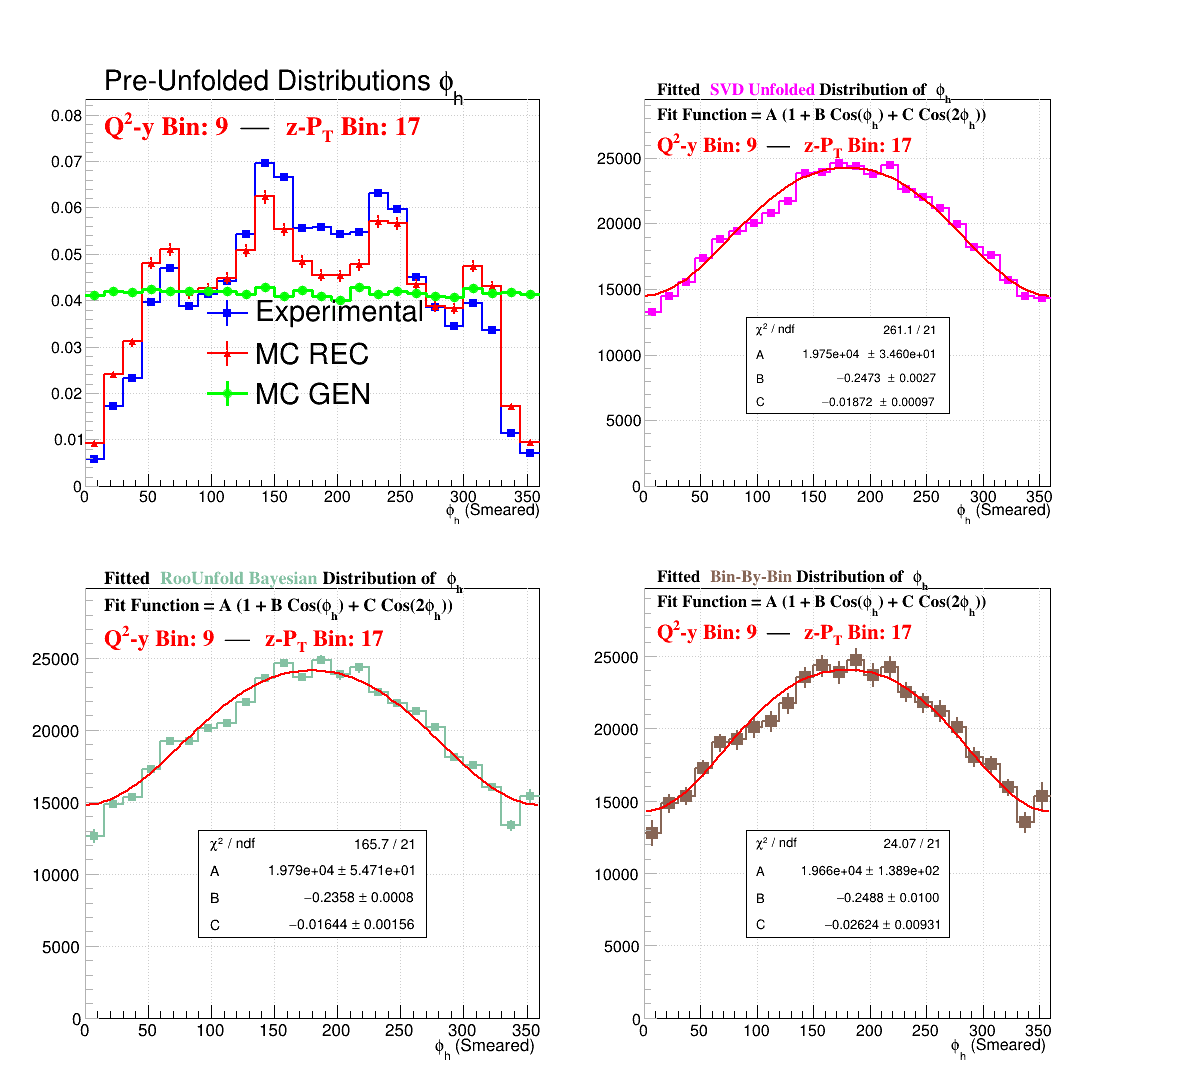 Pre-Unfolded Distributions ϕh
Q2-y Bin: 9 — z-PT Bin: 17
0.08
0.07
0.06
0.05
0.04
0.03
0.02
0.01
0
Experimental
MC REC
MC GEN
0 50 100 150 200 250 300 350
ϕh (Smeared)
Fitted SVD Unfolded Distribution of ϕh
Fit Function = A (1 + B Cos(ϕh) + C Cos(2ϕh))
Q2-y Bin: 9 — z-PT Bin: 17
25000
20000
15000
10000
5000
0
χ2 / ndf 261.1 / 21
A 1.975e+04 ± 3.460e+01
B −0.2473 ± 0.0027
C −0.01872 ± 0.00097
0 50 100 150 200 250 300 350
ϕh (Smeared)
Fitted RooUnfold Bayesian Distribution of ϕh
Fit Function = A (1 + B Cos(ϕh) + C Cos(2ϕh))
Q2-y Bin: 9 — z-PT Bin: 17
25000
20000
15000
10000
5000
0
χ2 / ndf 165.7 / 21
A 1.979e+04 ± 5.471e+01
B −0.2358 ± 0.0008
C −0.01644 ± 0.00156
0 50 100 150 200 250 300 350
ϕh (Smeared)
Fitted Bin-By-Bin Distribution of ϕh
Fit Function = A (1 + B Cos(ϕh) + C Cos(2ϕh))
Q2-y Bin: 9 — z-PT Bin: 17
25000
20000
15000
10000
5000
0
χ2 / ndf 24.07 / 21
A 1.966e+04 ± 1.389e+02
B −0.2488 ± 0.0100
C −0.02624 ± 0.00931
0 50 100 150 200 250 300 350
ϕh (Smeared)